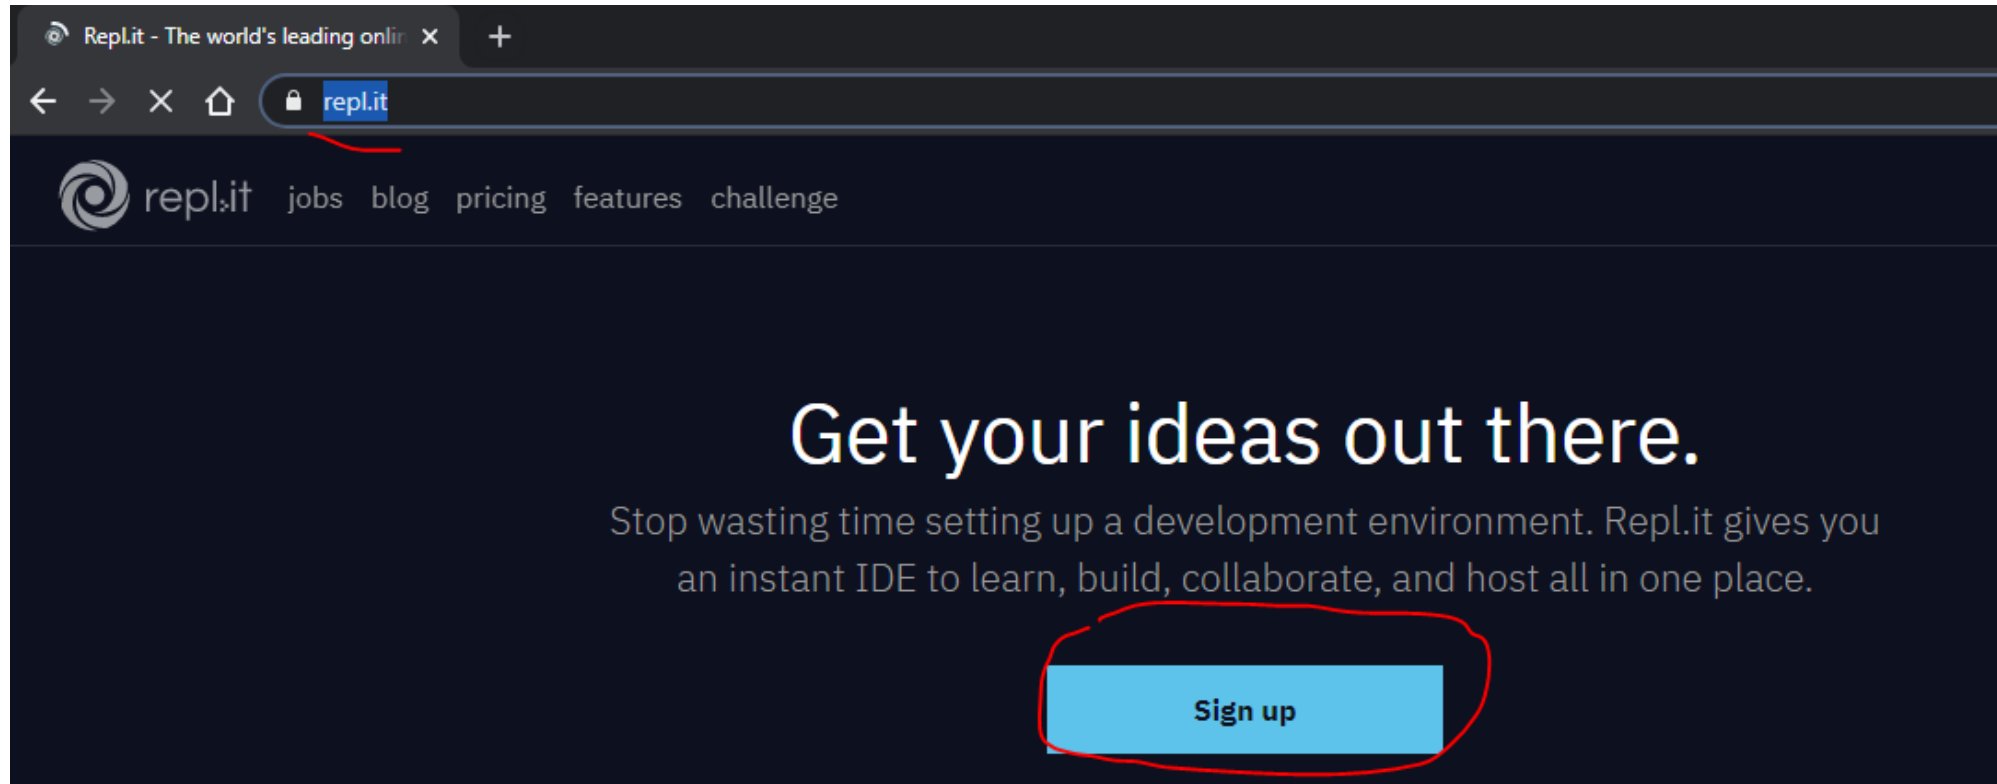 Repl.it - The world's leading onlin
repl.it
repl.it jobs blog pricing features challenge
Get your ideas out there.
Stop wasting time setting up a development environment. Repl.it gives you
an instant IDE to learn, build, collaborate, and host all in one place.
Sign up